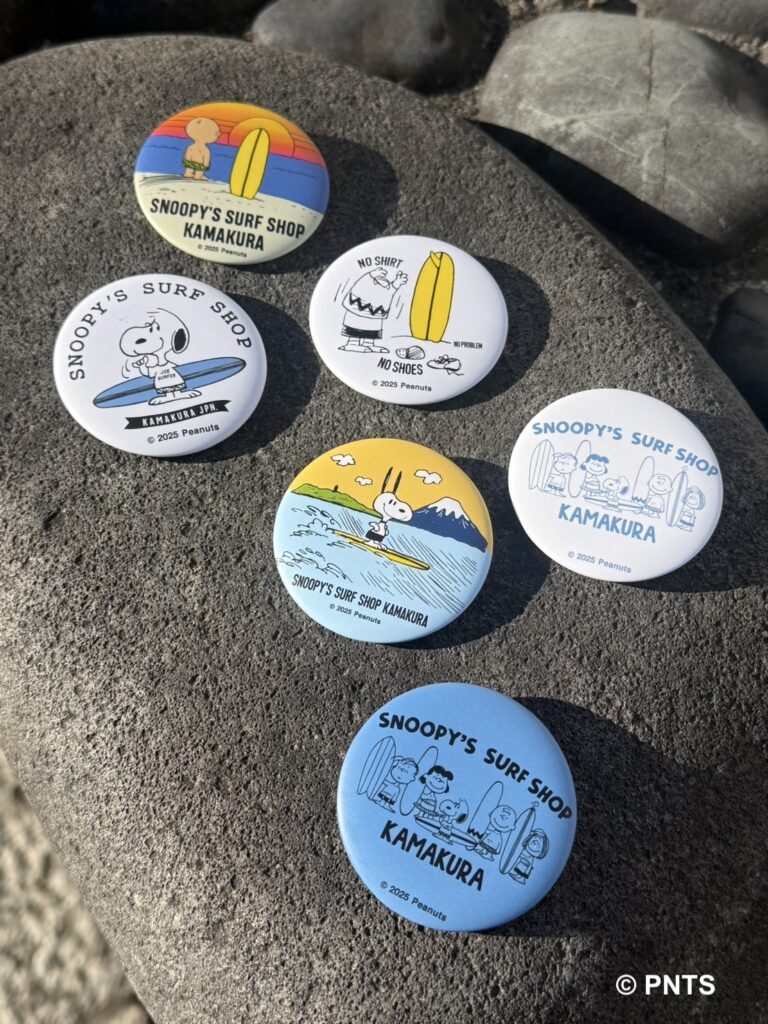 SNOOPY'S SURF SHOP
KAMAKURA
© 2025 Peanuts
NO SHIRT
NO PROBLEM
NO SHOES
© 2025 Peanuts
SNOOPY'S SURF SHOP
JOE
SURFER
KAMAKURA JPN.
© 2025 Peanuts
SNOOPY'S SURF SHOP
KAMAKURA
© 2025 Peanuts
SNOOPY'S SURF SHOP KAMAKURA
© 2025 Peanuts
SNOOPY'S SURF SHOP
KAMAKURA
© 2025 Peanuts
© PNTS